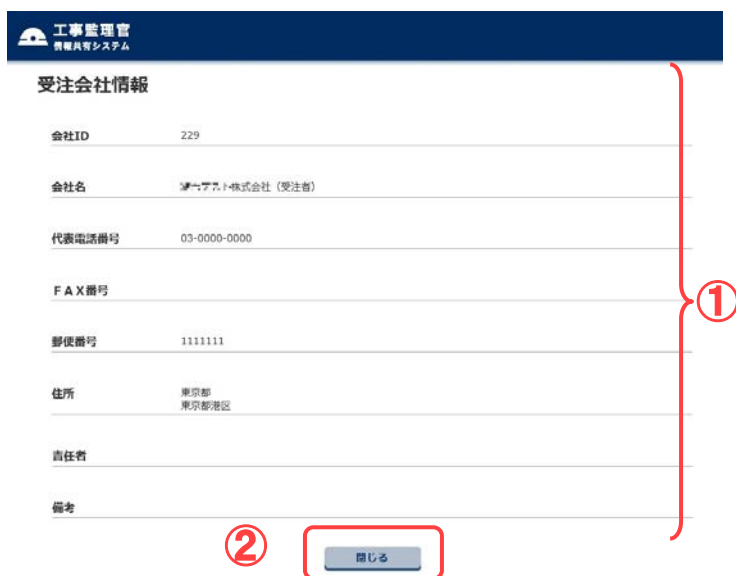 工事監理官
情報共有システム
受注会社情報
会社ID 229
会社名 株式会社（受注者）
代表電話番号 03-0000-0000
ＦＡＸ番号
郵便番号 1111111
住所 東京都
東京都港区
責任者
備考
①
② 閉じる